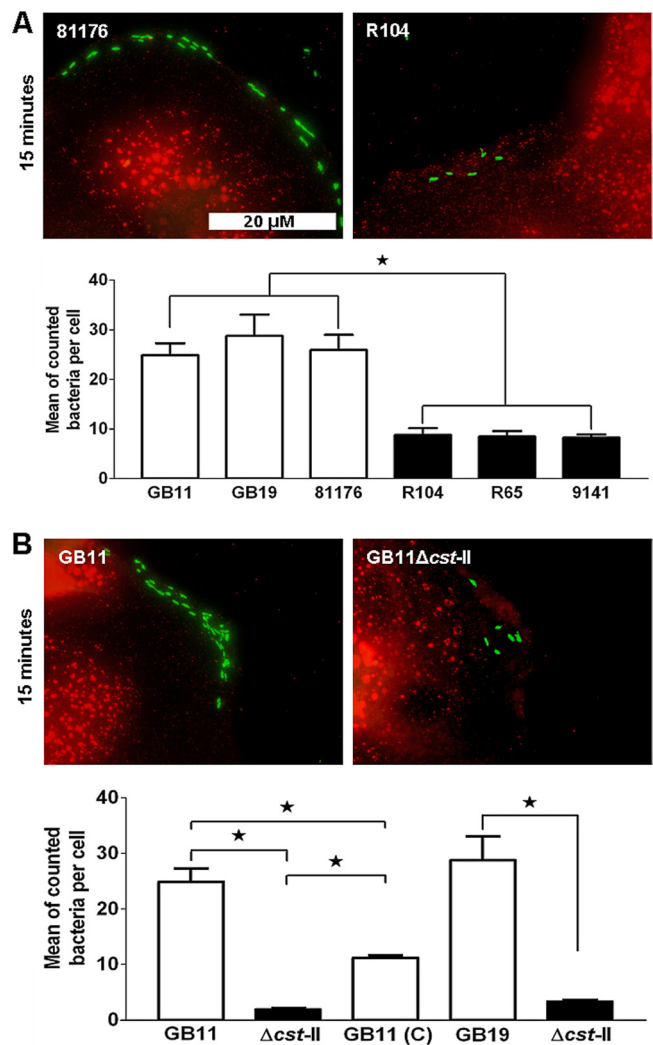 A
81176
R104
15 minutes
20 µM
Mean of counted
bacteria per cell
40
30
20
10
0
★
GB11 GB19 81176 R104 R65 9141
B
GB11
GB11Δcst-II
15 minutes
Mean of counted
bacteria per cell
40
30
20
10
0
★
★
★
★
GB11 Δcst-II GB11 (C) GB19 Δcst-II